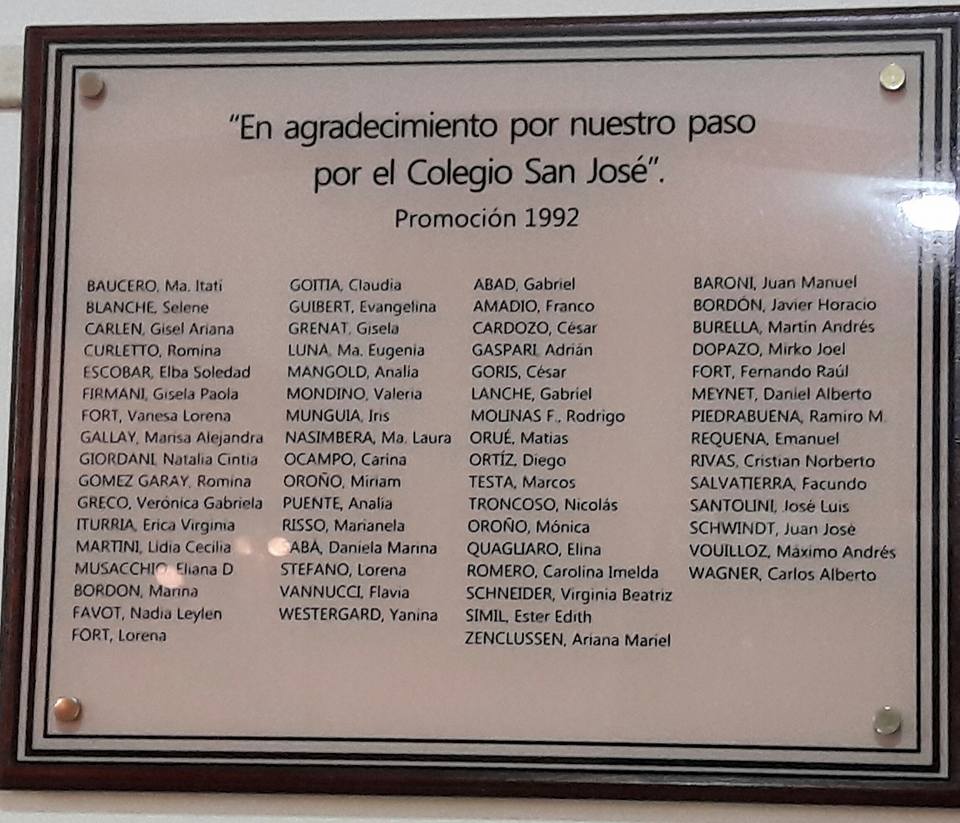 "En agradecimiento por nuestro paso
por el Colegio San José".
Promoción 1992
BAUCERO, Ma. Itatí
BLANCHE, Selene
CARLEN, Gisel Ariana
CURLETTO, Romina
ESCOBAR, Elba Soledad
FIRMANI, Gisela Paola
FORT, Vanesa Lorena
GALLAY, Marisa Alejandra
GIORDANI, Natalia Cintia
GOMEZ GARAY, Romina
GRECO, Verónica Gabriela
ITURRIA, Erica Virginia
MARTINI, Lidia Cecilia
MUSACCHIO, Eliana D
BORDON, Marina
FAVOT, Nadia Leylen
FORT, Lorena
GOITIA, Claudia
GUIBERT, Evangelina
GRENAT, Gisela
LUNA, Ma. Eugenia
MANGOLD, Analía
MONDINO, Valeria
MUNGUIA, Iris
NASIMBERA, Ma. Laura
OCAMPO, Carina
OROÑO, Miriam
PUENTE, Analía
RISSO, Marianela
Daniela Marina
STEFANO, Lorena
VANNUCCI, Flavia
WESTERGARD, Yanina
ABAD, Gabriel
AMADIO, Franco
CARDOZO, César
GASPARI, Adrián
GORIS, César
LANCHE, Gabriel
MOLINAS F., Rodrigo
ORUÉ, Matías
ORTÍZ, Diego
TESTA, Marcos
TRONCOSO, Nicolás
OROÑO, Mónica
QUAGLIARO, Elina
ROMERO, Carolina Imelda
SCHNEIDER, Virginia Beatriz
SIMIL, Ester Edith
ZENCLUSSEN, Ariana Mariel
BARONI, Juan Manuel
BORDÓN, Javier Horacio
BURELLA, Martín Andrés
DOPAZO, Mirko Joel
FORT, Fernando Raúl
MEYNET, Daniel Alberto
PIEDRABUENA, Ramiro M.
REQUENA, Emanuel
RIVAS, Cristian Norberto
SALVATIERRA, Facundo
SANTOLINI, José Luis
SCHWINDT, Juan José
VOUILLOZ, Máximo Andrés
WAGNER, Carlos Alberto